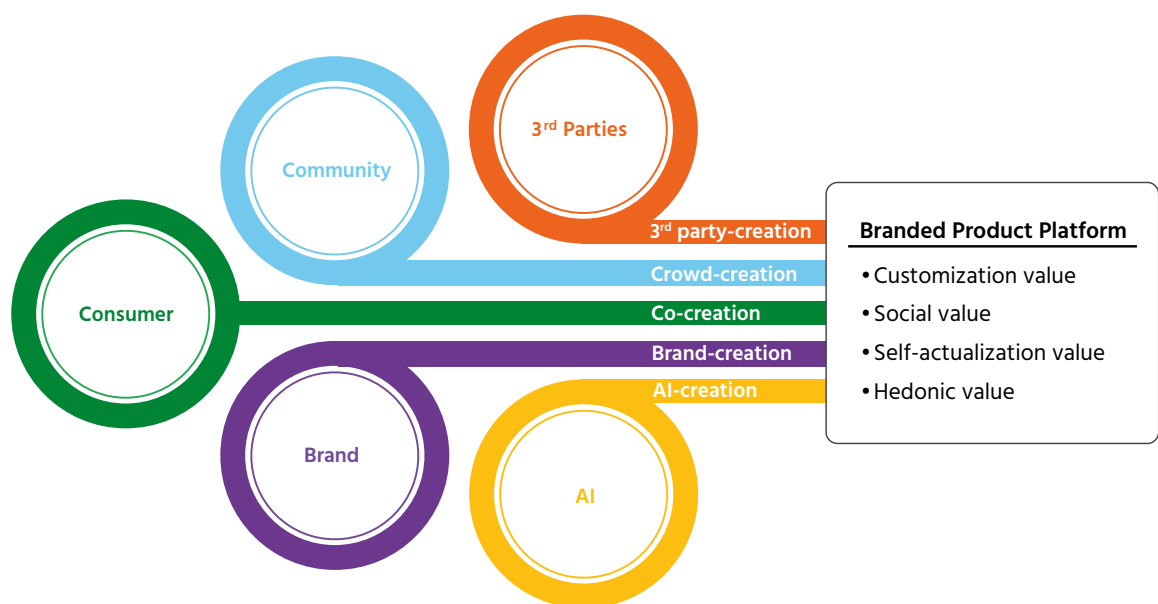 3rd Parties
Community
Consumer
Brand
AI
3rd party-creation
Crowd-creation
Co-creation
Brand-creation
AI-creation
Branded Product Platform
• Customization value
• Social value
• Self-actualization value
• Hedonic value